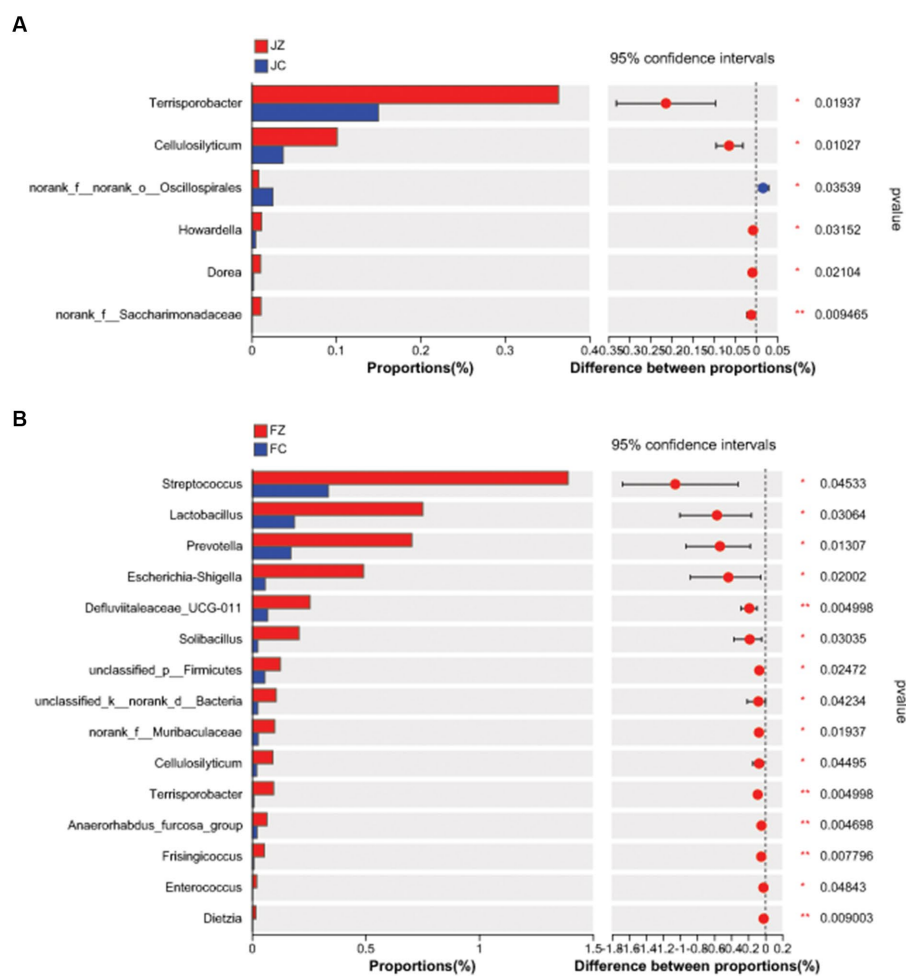 A
JZ
JC
95% confidence intervals
Terrisporobacter * 0.01937
Cellulosilyticum * 0.01027
norank_f__norank_o__Oscillospirales * 0.03539
Howardella * 0.03152
Dorea * 0.02104
norank_f__Saccharimonadaceae ** 0.009465
pvalue
0 0.1 0.2 0.3 0.4 0.35 0.30 0.25 0.20 0.15 0.10 0.05 0 0.05
Proportions(%) Difference between proportions(%)
B
FZ
FC
95% confidence intervals
Streptococcus * 0.04533
Lactobacillus * 0.03064
Prevotella * 0.01307
Escherichia-Shigella * 0.02002
Defluviitaleaceae_UCG-011 ** 0.004998
Solibacillus * 0.03035
unclassified_p__Firmicutes * 0.02472
unclassified_k__norank_d__Bacteria * 0.04234
norank_f__Muribaculaceae * 0.01937
Cellulosilyticum * 0.04495
Terrisporobacter ** 0.004998
Anaerorhabdus_furcosa_group ** 0.004698
Frisingicoccus ** 0.007796
Enterococcus * 0.04843
Dietzia ** 0.009003
pvalue
0 0.5 1 1.5 -1.8 1.6 1.4 1.2 -1 -0.8 0.6 0.4 0.2 0 0.2
Proportions(%) Difference between proportions(%)